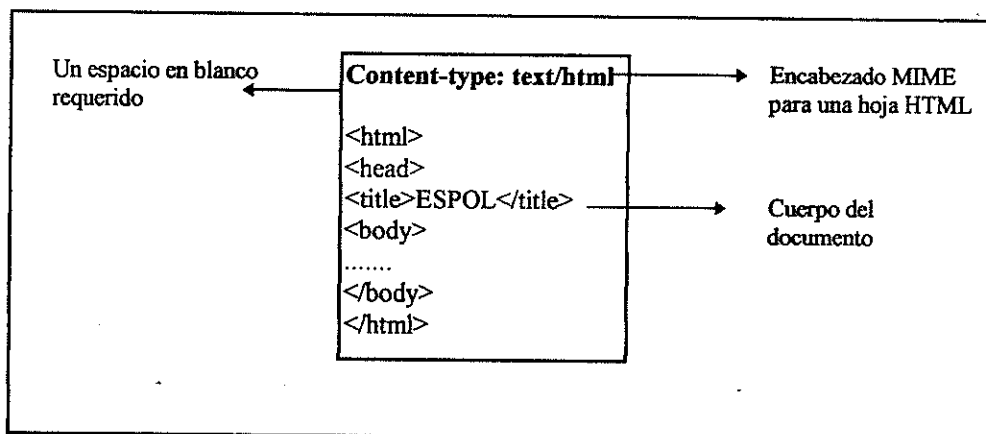 Un espacio en blanco
requerido
Content-type: text/html
Encabezado MIME
para una hoja HTML
<html>
<head>
<title>ESPOL</title>
Cuerpo del
documento
<body>
.......
</body>
</html>